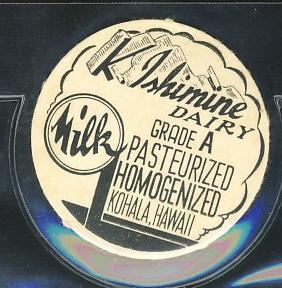 K. Ishimine
DAIRY
Milk
GRADE A
PASTEURIZED
HOMOGENIZED
KOHALA, HAWAII